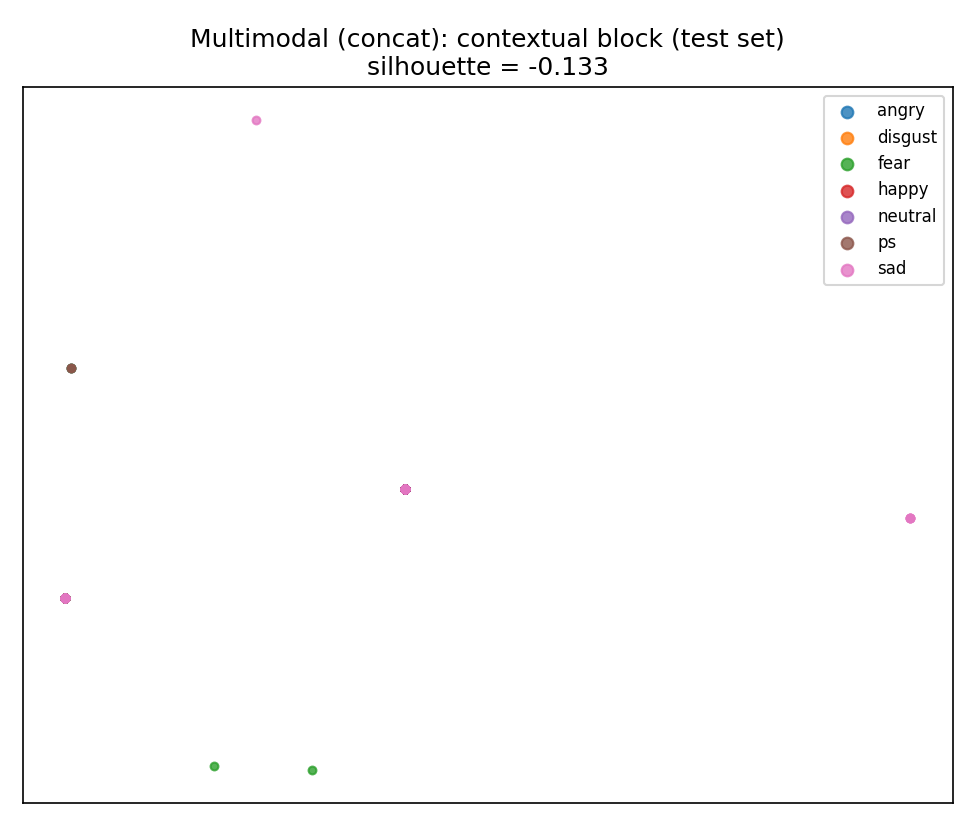 Multimodal (concat): contextual block (test set)
silhouette = -0.133
angry
disgust
fear
happy
neutral
ps
sad